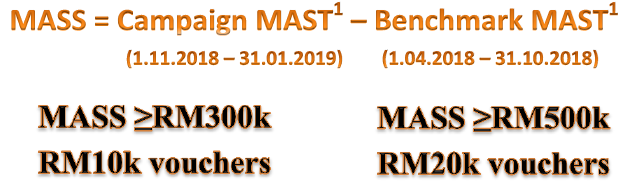 MASS = Campaign MAST¹ – Benchmark MAST¹
(1.11.2018 – 31.01.2019) (1.04.2018 – 31.10.2018)
MASS ≥RM300k MASS ≥RM500k
RM10k vouchers RM20k vouchers